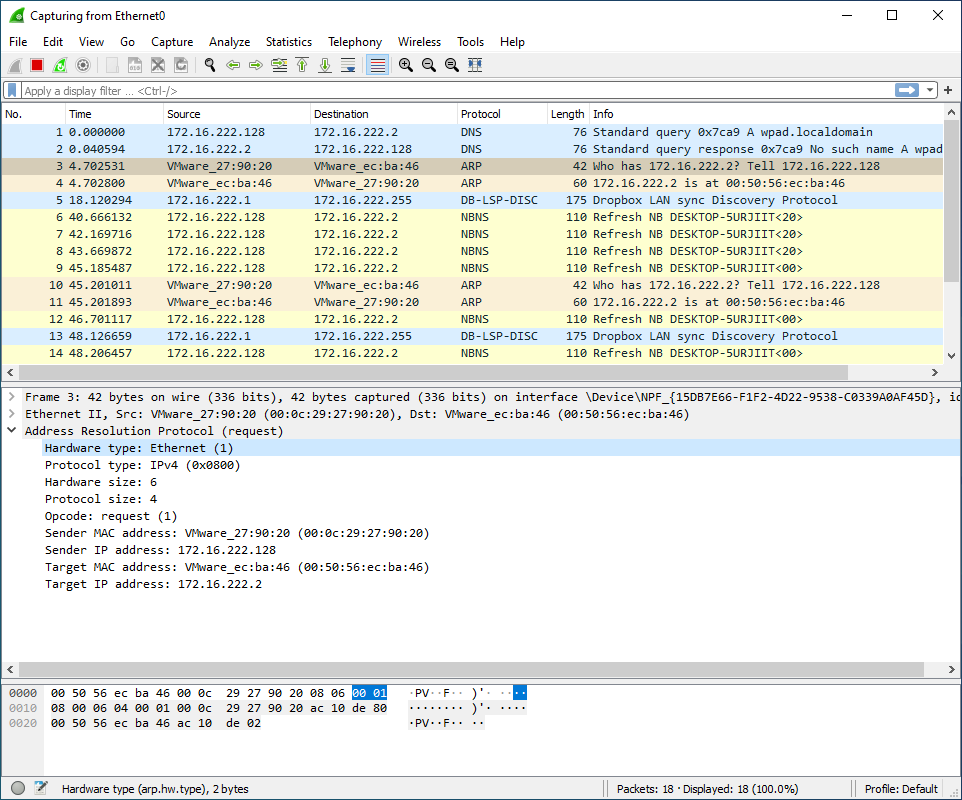 Capturing from Ethernet0
File Edit View Go Capture Analyze Statistics Telephony Wireless Tools Help
Apply a display filter ... <Ctrl-/>
No. Time Source Destination Protocol Length Info
1 0.000000 172.16.222.128 172.16.222.2 DNS 76 Standard query 0x7ca9 A wpad.localdomain
2 0.040594 172.16.222.2 172.16.222.128 DNS 76 Standard query response 0x7ca9 No such name A wpad
3 4.702531 VMware_27:90:20 VMware_ec:ba:46 ARP 42 Who has 172.16.222.2? Tell 172.16.222.128
4 4.702800 VMware_ec:ba:46 VMware_27:90:20 ARP 60 172.16.222.2 is at 00:50:56:ec:ba:46
5 18.120294 172.16.222.1 172.16.222.255 DB-LSP-DISC 175 Dropbox LAN sync Discovery Protocol
6 40.666132 172.16.222.128 172.16.222.2 NBNS 110 Refresh NB DESKTOP-5URJIIT<20>
7 42.169716 172.16.222.128 172.16.222.2 NBNS 110 Refresh NB DESKTOP-5URJIIT<20>
8 43.669872 172.16.222.128 172.16.222.2 NBNS 110 Refresh NB DESKTOP-5URJIIT<20>
9 45.185487 172.16.222.128 172.16.222.2 NBNS 110 Refresh NB DESKTOP-5URJIIT<00>
10 45.201011 VMware_27:90:20 VMware_ec:ba:46 ARP 42 Who has 172.16.222.2? Tell 172.16.222.128
11 45.201893 VMware_ec:ba:46 VMware_27:90:20 ARP 60 172.16.222.2 is at 00:50:56:ec:ba:46
12 46.701117 172.16.222.128 172.16.222.2 NBNS 110 Refresh NB DESKTOP-5URJIIT<00>
13 48.126659 172.16.222.1 172.16.222.255 DB-LSP-DISC 175 Dropbox LAN sync Discovery Protocol
14 48.206457 172.16.222.128 172.16.222.2 NBNS 110 Refresh NB DESKTOP-5URJIIT<00>
Frame 3: 42 bytes on wire (336 bits), 42 bytes captured (336 bits) on interface \Device\NPF_{15DB7E66-F1F2-4D22-9538-C0339A0AF45D}, id
Ethernet II, Src: VMware_27:90:20 (00:0c:29:27:90:20), Dst: VMware_ec:ba:46 (00:50:56:ec:ba:46)
Address Resolution Protocol (request)
Hardware type: Ethernet (1)
Protocol type: IPv4 (0x0800)
Hardware size: 6
Protocol size: 4
Opcode: request (1)
Sender MAC address: VMware_27:90:20 (00:0c:29:27:90:20)
Sender IP address: 172.16.222.128
Target MAC address: VMware_ec:ba:46 (00:50:56:ec:ba:46)
Target IP address: 172.16.222.2
0000 00 50 56 ec ba 46 00 0c 29 27 90 20 08 06 00 01 ·PV··F·· )'· ····
0010 08 00 06 04 00 01 00 0c 29 27 90 20 ac 10 de 80 ········ )'· ····
0020 00 50 56 ec ba 46 ac 10 de 02 ·PV··F·· ··
Hardware type (arp.hw.type), 2 bytes Packets: 18 · Displayed: 18 (100.0%) Profile: Default